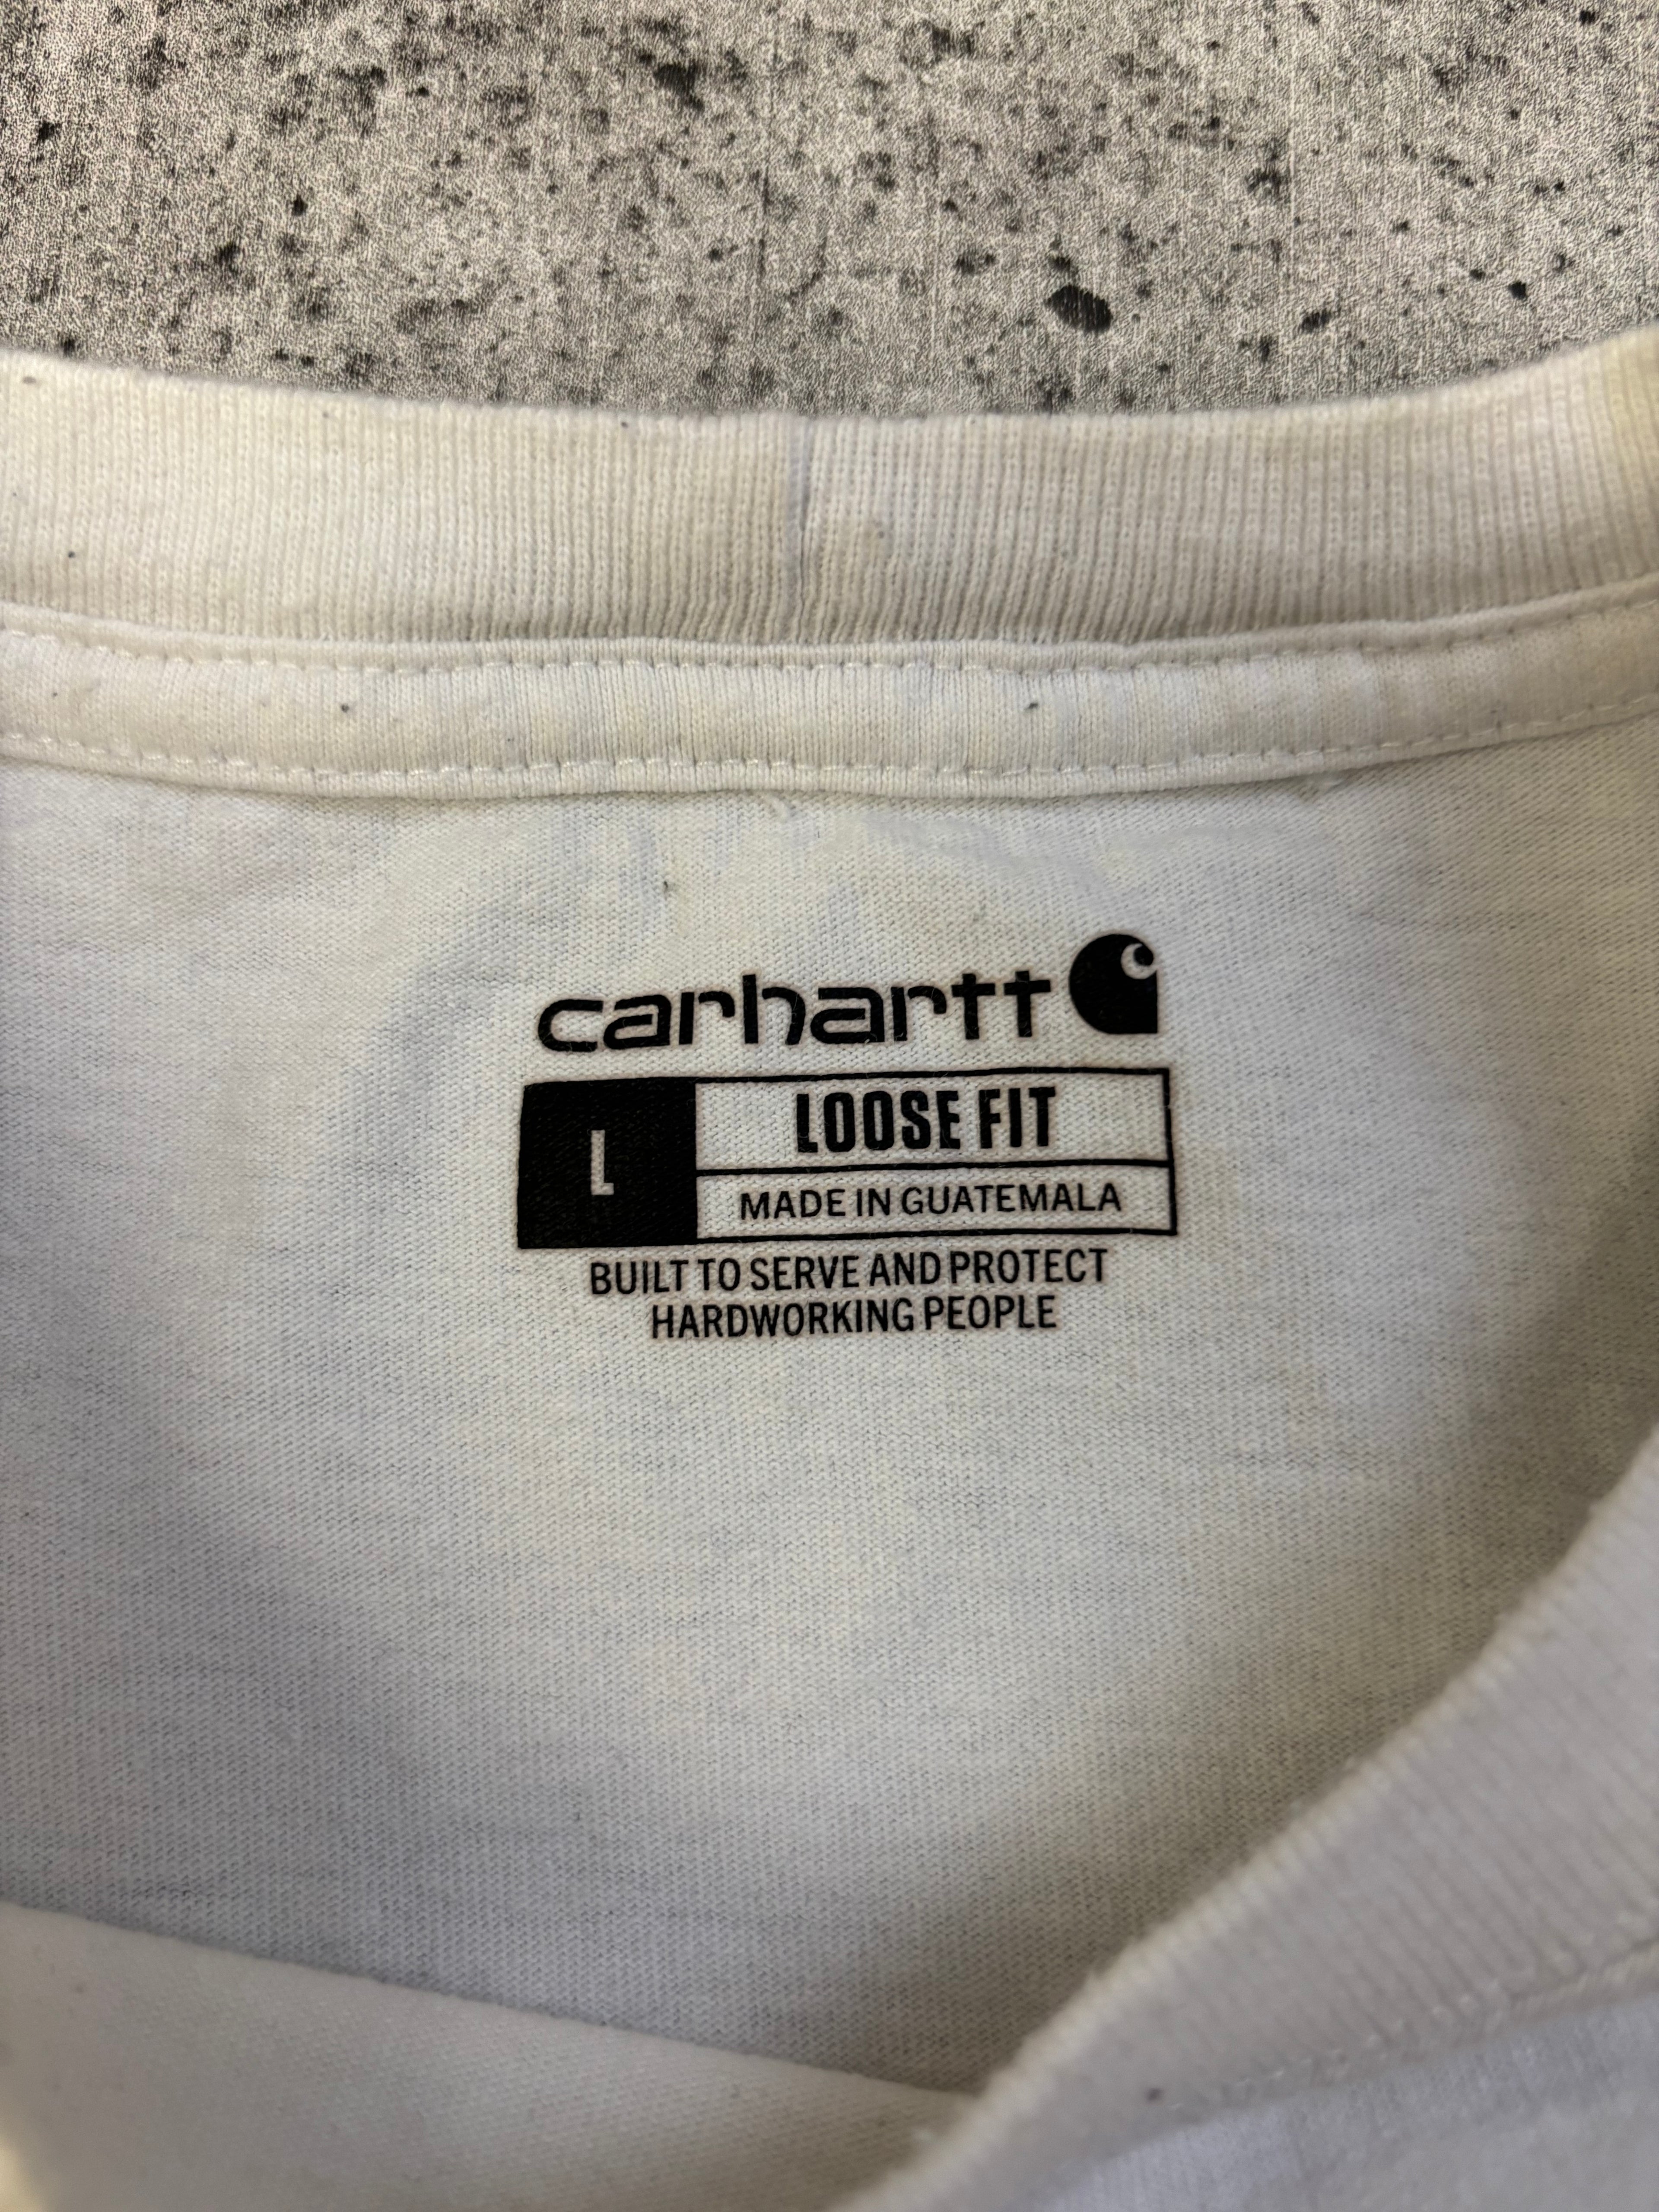 carhartt
L
LOOSE FIT
MADE IN GUATEMALA
BUILT TO SERVE AND PROTECT
HARDWORKING PEOPLE